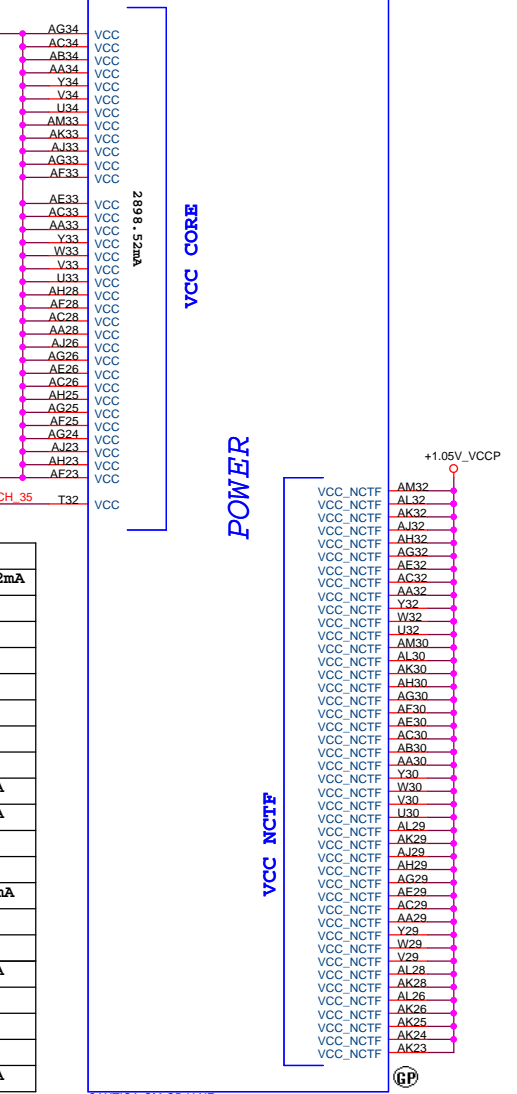 AG34 VCC
AC34 VCC
AB34 VCC
AA34 VCC
Y34 VCC
V34 VCC
U34 VCC
AM33 VCC
AK33 VCC
AJ33 VCC
AG33 VCC
AF33 VCC
AE33 VCC
AC33 VCC
AA33 VCC
Y33 VCC
W33 VCC
V33 VCC
U33 VCC
AH28 VCC
AF28 VCC
AC28 VCC
AA28 VCC
AJ26 VCC
AG26 VCC
AE26 VCC
AC26 VCC
AH25 VCC
AG25 VCC
AF25 VCC
AG24 VCC
AJ23 VCC
AH23 VCC
AF23 VCC
CH_35 T32 VCC
2898.52mA
VCC CORE
POWER
+1.05V_VCCP
VCC_NCTF AM32
VCC_NCTF AL32
VCC_NCTF AK32
VCC_NCTF AJ32
VCC_NCTF AH32
VCC_NCTF AG32
VCC_NCTF AE32
VCC_NCTF AC32
VCC_NCTF AA32
VCC_NCTF Y32
VCC_NCTF W32
VCC_NCTF U32
VCC_NCTF AM30
VCC_NCTF AL30
VCC_NCTF AK30
VCC_NCTF AH30
VCC_NCTF AG30
VCC_NCTF AF30
VCC_NCTF AE30
VCC_NCTF AC30
VCC_NCTF AB30
VCC_NCTF AA30
VCC_NCTF Y30
VCC_NCTF W30
VCC_NCTF V30
VCC_NCTF U30
VCC_NCTF AL29
VCC_NCTF AK29
VCC_NCTF AJ29
VCC_NCTF AH29
VCC_NCTF AG29
VCC_NCTF AE29
VCC_NCTF AC29
VCC_NCTF AA29
VCC_NCTF Y29
VCC_NCTF W29
VCC_NCTF V29
VCC_NCTF AL28
VCC_NCTF AK28
VCC_NCTF AL26
VCC_NCTF AK26
VCC_NCTF AK25
VCC_NCTF AK24
VCC_NCTF AK23
VCC NCTF
GP
2mA
A
A
mA
A
A